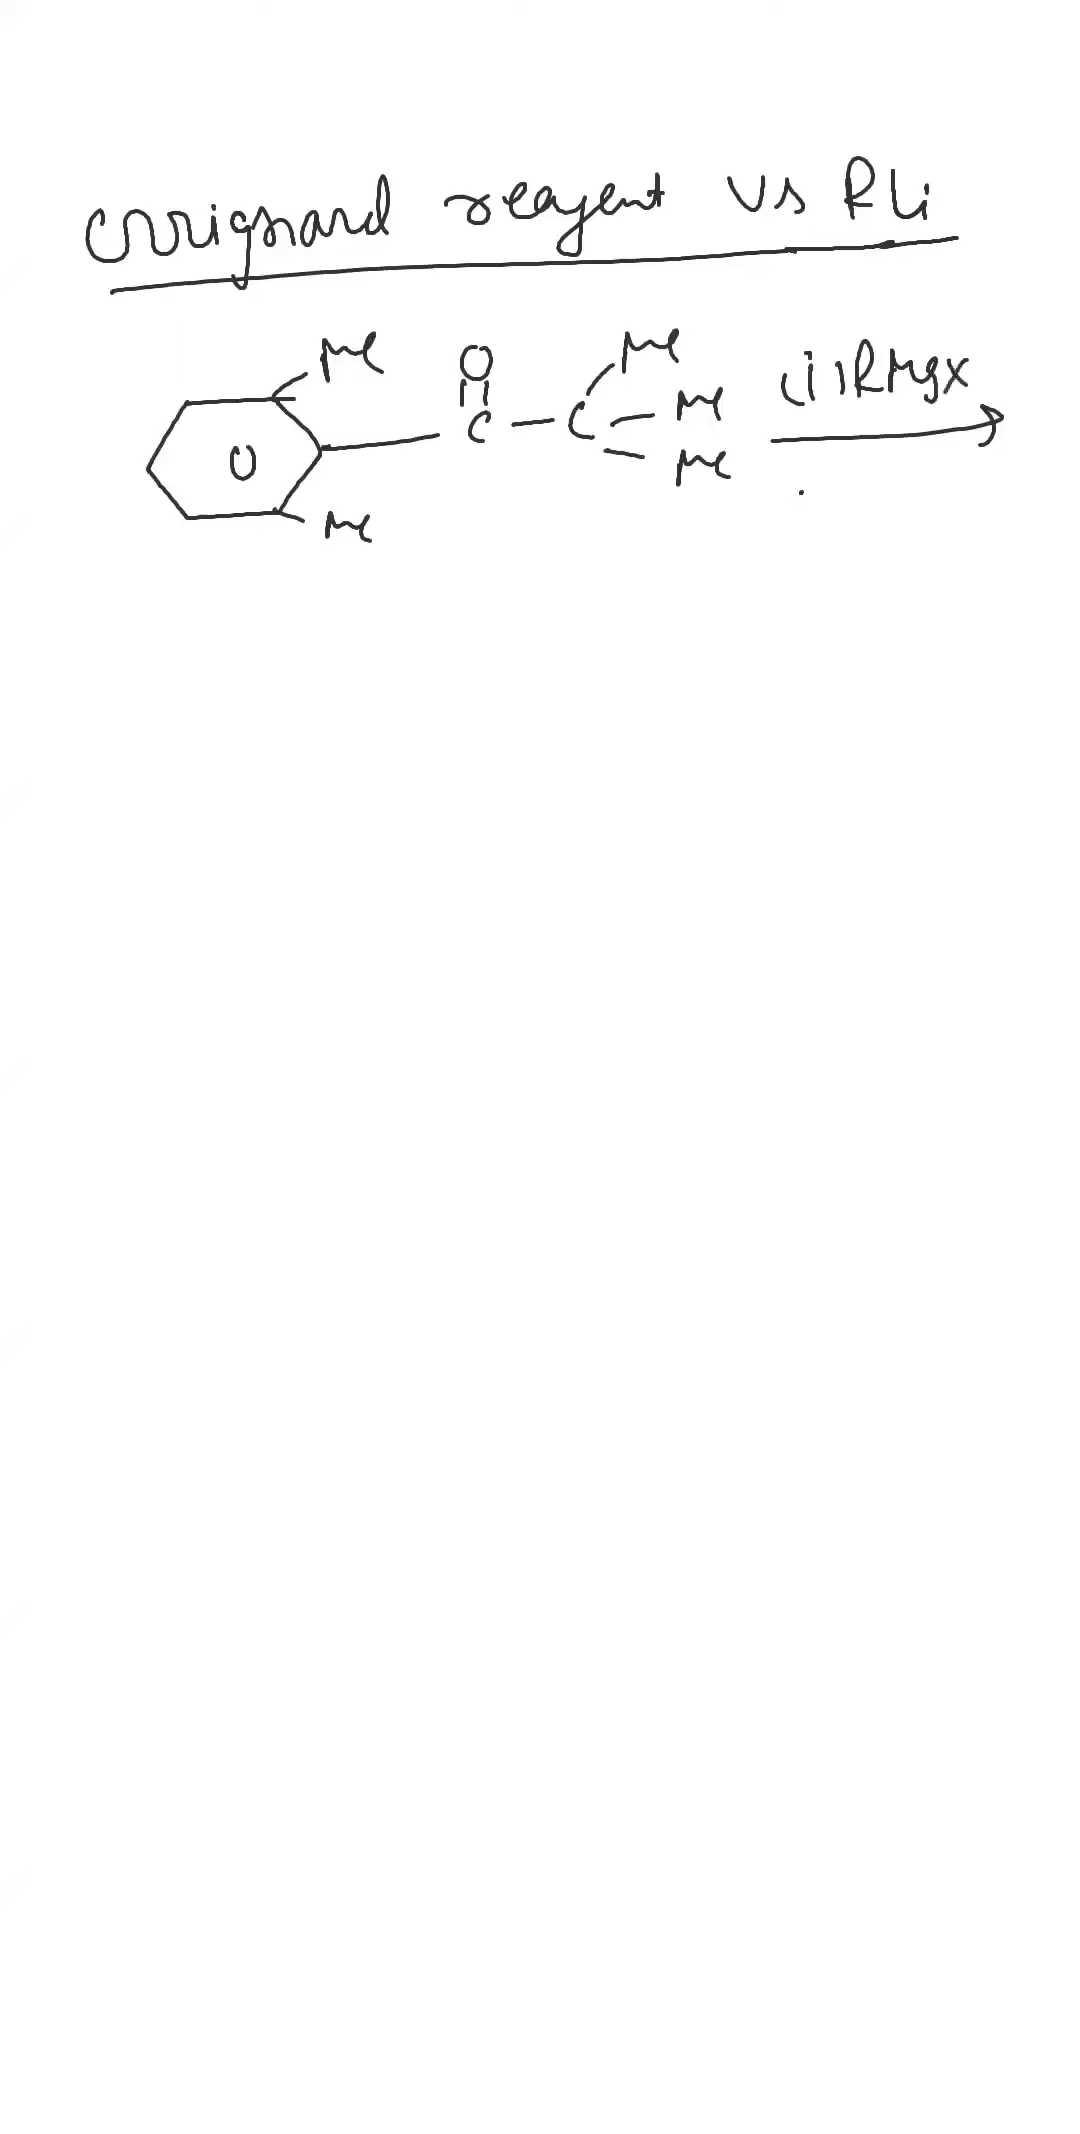 Grignard reagent vs RLi
Me O Me (i) RMgX
|| Me
C - C - Me
O
Me